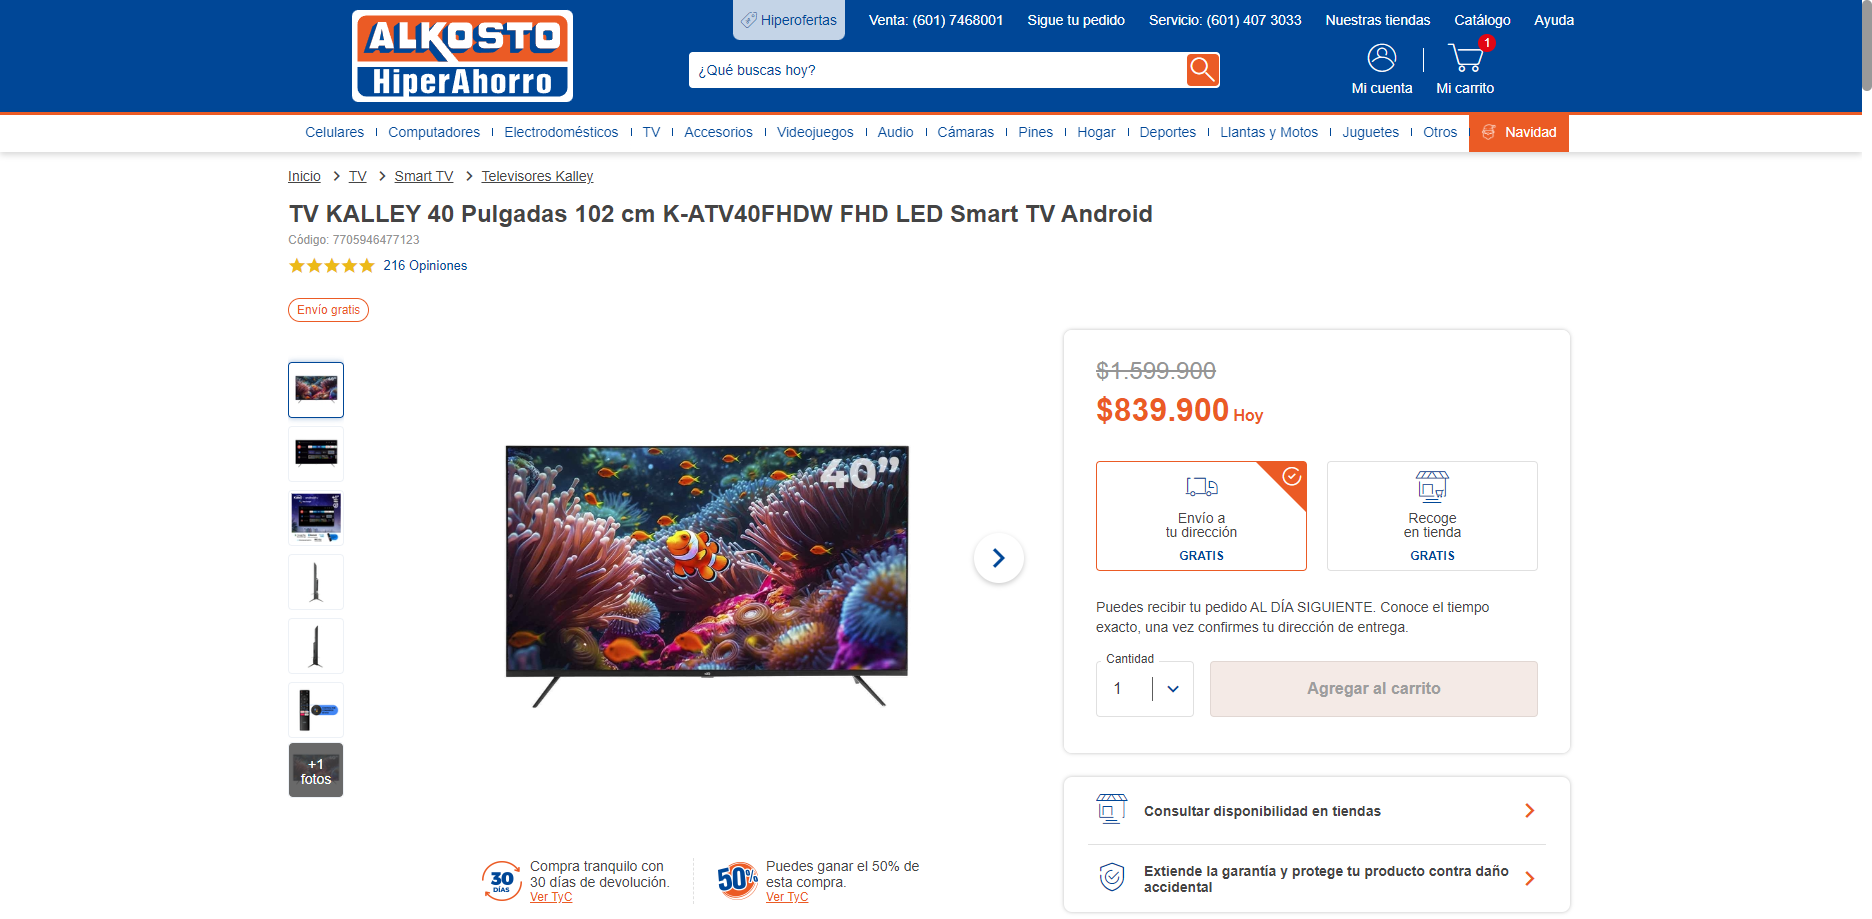 ALKOSTO
HiperAhorro
Hiperofertas
Venta: (601) 7468001
Sigue tu pedido
Servicio: (601) 407 3033
Nuestras tiendas
Catálogo
Ayuda
¿Qué buscas hoy?
1
Mi cuenta
Mi carrito
Celulares
Computadores
Electrodomésticos
TV
Accesorios
Videojuegos
Audio
Cámaras
Pines
Hogar
Deportes
Llantas y Motos
Juguetes
Otros
Navidad
Inicio > TV > Smart TV > Televisores Kalley
TV KALLEY 40 Pulgadas 102 cm K-ATV40FHDW FHD LED Smart TV Android
Código: 7705946477123
216 Opiniones
Envío gratis
40”
+1
fotos
$1.599.900
$839.900 Hoy
Envío a
tu dirección
GRATIS
Recoge
en tienda
GRATIS
Puedes recibir tu pedido AL DÍA SIGUIENTE. Conoce el tiempo
exacto, una vez confirmes tu dirección de entrega.
Cantidad
1
Agregar al carrito
Consultar disponibilidad en tiendas
Extiende la garantía y protege tu producto contra daño
accidental
30
DÍAS
Compra tranquilo con
30 días de devolución.
Ver TyC
50%
Puedes ganar el 50% de
esta compra.
Ver TyC